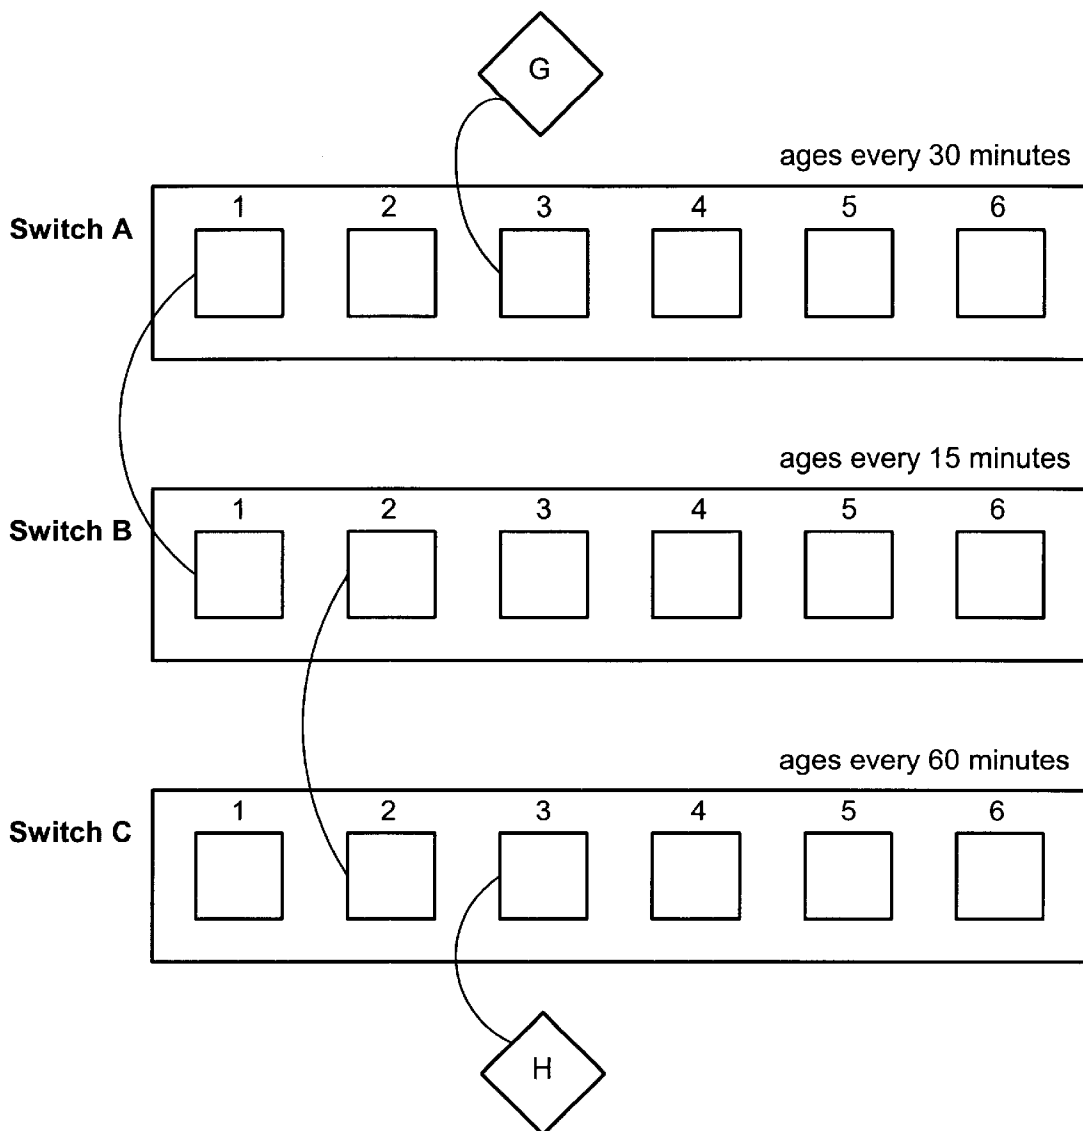 G
ages every 30 minutes
Switch A
1 2 3 4 5 6
ages every 15 minutes
Switch B
1 2 3 4 5 6
ages every 60 minutes
Switch C
1 2 3 4 5 6
H